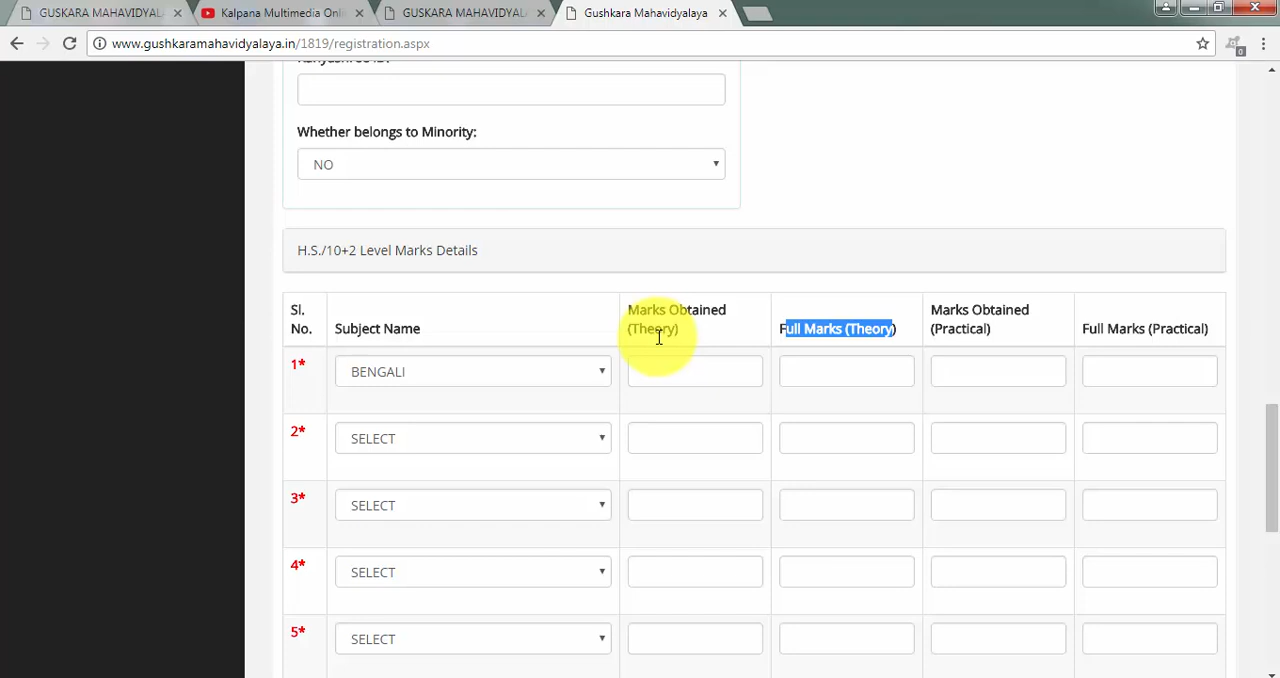 GUSKARA MAHAVIDYAL
Kalpana Multimedia Onl
GUSKARA MAHAVIDYAL
Gushkara Mahavidyalaya
www.gushkaramahavidyalaya.in/1819/registration.aspx
0
Whether belongs to Minority:
NO
H.S./10+2 Level Marks Details
Sl. No.
Subject Name
Marks Obtained (Theory)
Full Marks (Theory)
Marks Obtained (Practical)
Full Marks (Practical)
1*
BENGALI
2*
SELECT
3*
SELECT
4*
SELECT
5*
SELECT